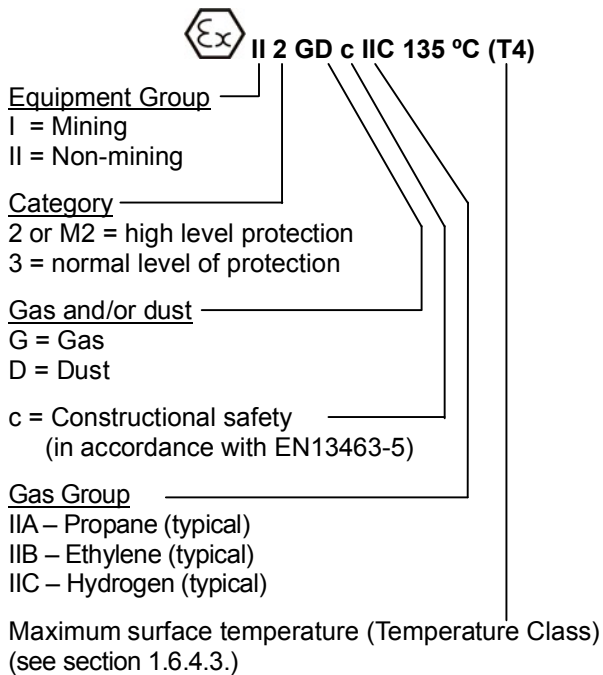 Ex II 2 GD c IIC 135 ºC (T4)
Equipment Group
I = Mining
II = Non-mining
Category
2 or M2 = high level protection
3 = normal level of protection
Gas and/or dust
G = Gas
D = Dust
c = Constructional safety
(in accordance with EN13463-5)
Gas Group
IIA – Propane (typical)
IIB – Ethylene (typical)
IIC – Hydrogen (typical)
Maximum surface temperature (Temperature Class)
(see section 1.6.4.3.)